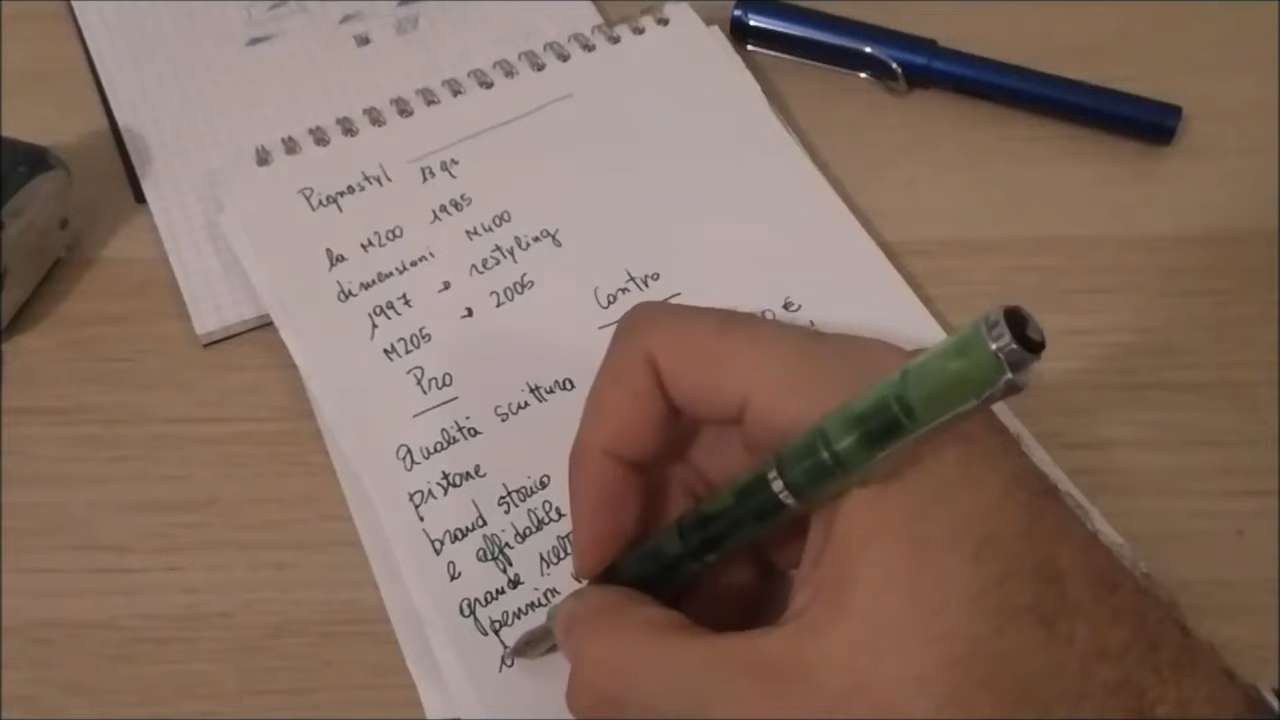 Pignastyl 13 gr
la M200 1985
dimensioni M400
1997 → restyling
M205 → 2005
Pro
Contro
€
Qualità scrittura
pistone
brand storico
e affidabile
grande
pennini